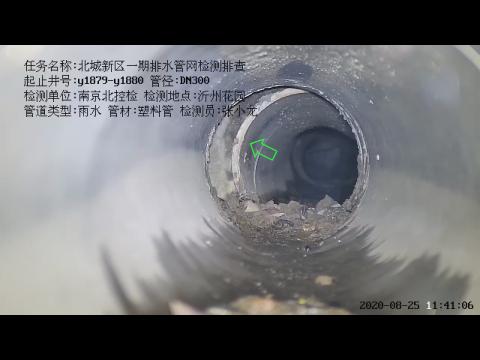 任务名称:北城新区一期排水管网检测排查
起止井号:y1879-y1880 管径:DN300
检测单位:南京北控检 检测地点:沂州花园
管道类型:雨水 管材:塑料管 检测员:张小龙
2020-08-25 11:41:06